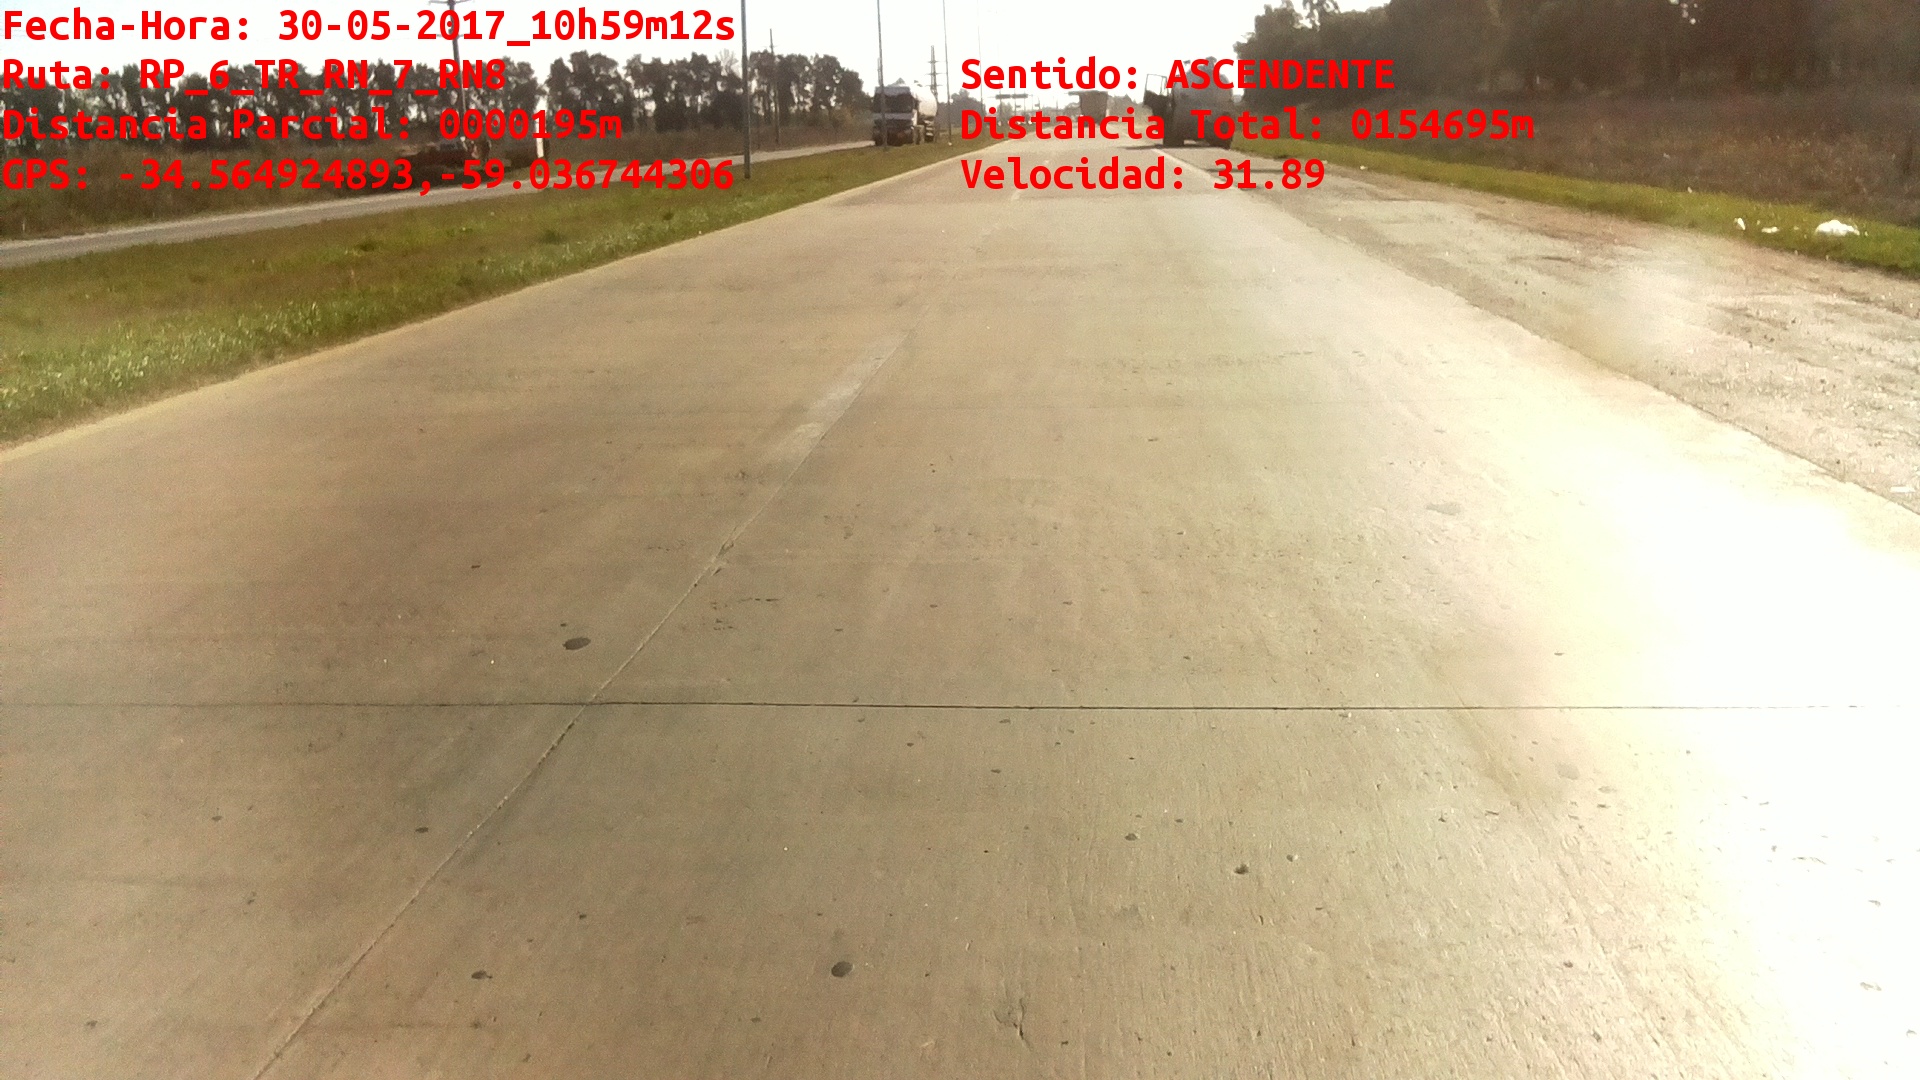 Fecha-Hora: 30-05-2017_10h59m12s
Ruta: RP_6_TR_RN_7_RN8 Sentido: ASCENDENTE
Distancia Parcial: 0000195m Distancia Total: 0154695m
GPS: -34.564924893,-59.036744306 Velocidad: 31.89